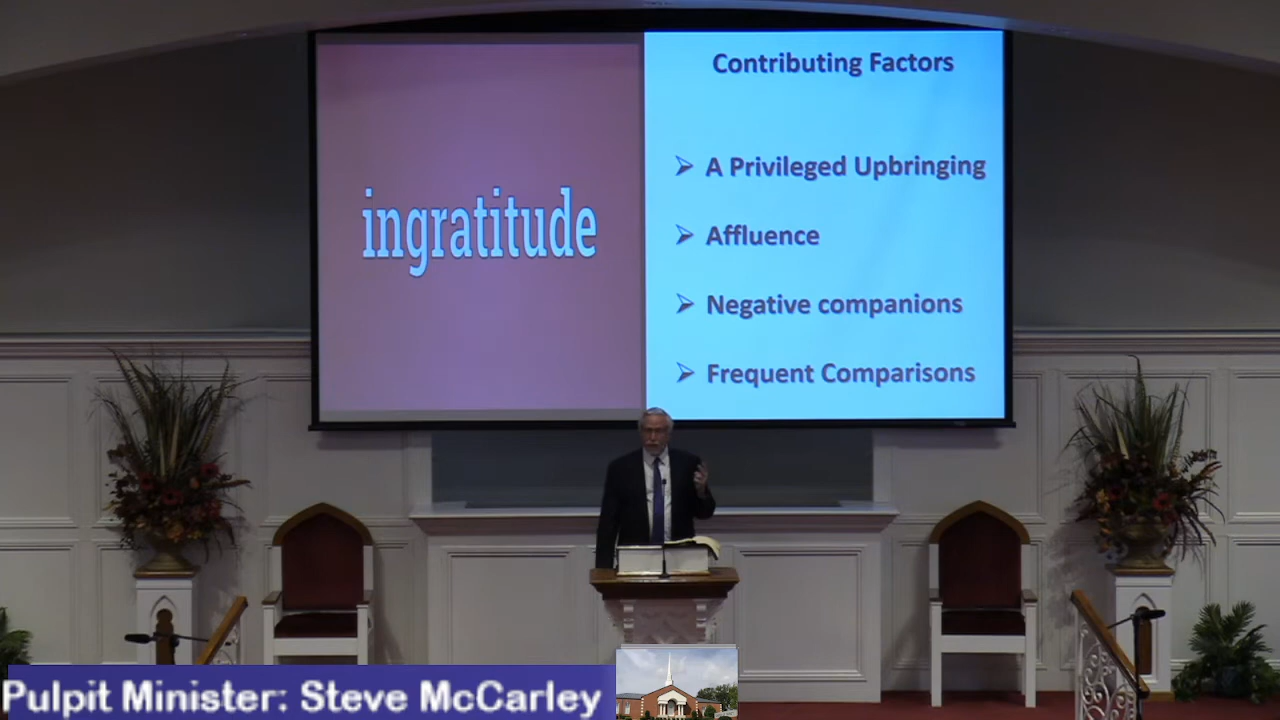 ingratitude
Contributing Factors
A Privileged Upbringing
Affluence
Negative companions
Frequent Comparisons
Pulpit Minister: Steve McCarley